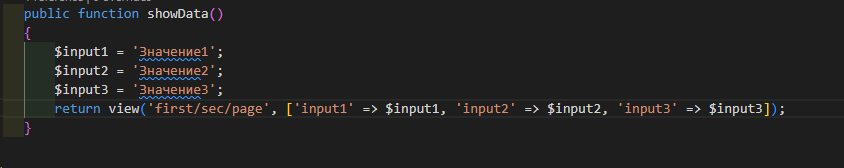 public function showData()
{
$input1 = 'Значение1';
$input2 = 'Значение2';
$input3 = 'Значение3';
return view('first/sec/page', ['input1' => $input1, 'input2' => $input2, 'input3' => $input3]);
}